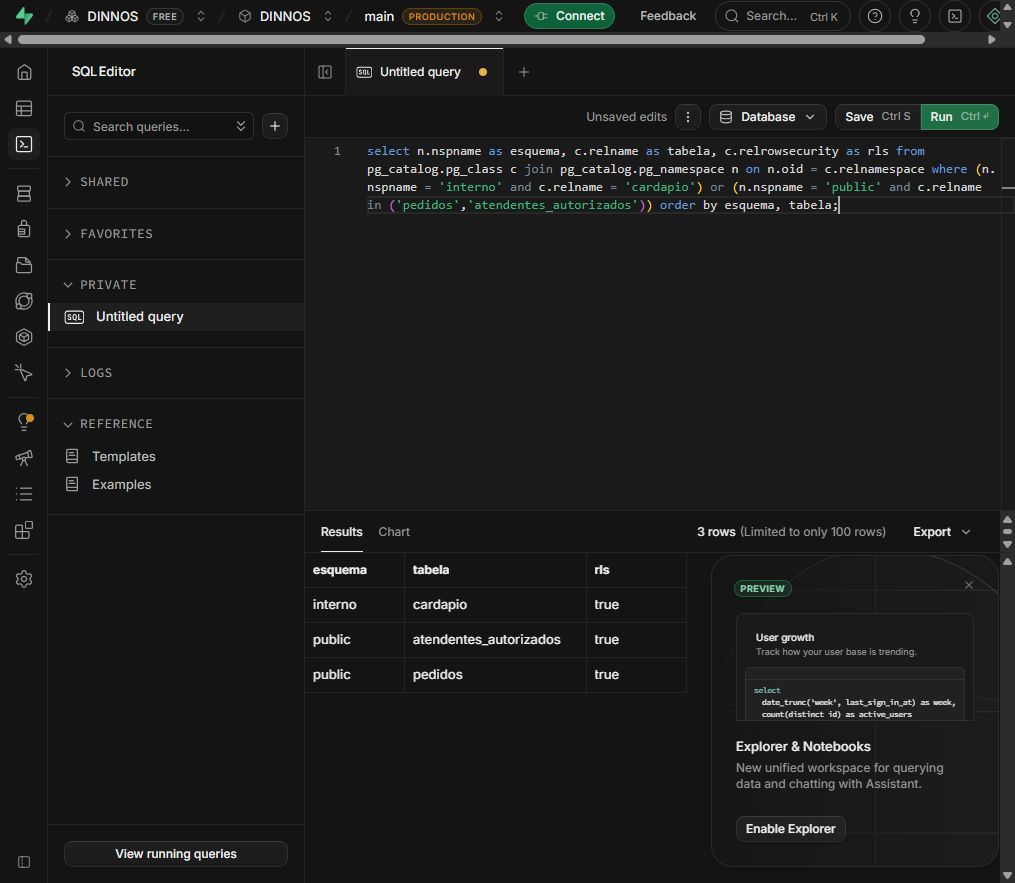 DINNOS FREE DINNOS main PRODUCTION Connect Feedback Search... Ctrl K
SQL Editor
SQL Untitled query
Search queries...
Unsaved edits Database Save Ctrl S Run Ctrl ↵
1 select n.nspname as esquema, c.relname as tabela, c.relrowsecurity as rls from
pg_catalog.pg_class c join pg_catalog.pg_namespace n on n.oid = c.relnamespace where (n.
nspname = 'interno' and c.relname = 'cardapio') or (n.nspname = 'public' and c.relname
in ('pedidos','atendentes_autorizados')) order by esquema, tabela;
SHARED
FAVORITES
PRIVATE
SQL Untitled query
LOGS
REFERENCE
Templates
Examples
View running queries
Results Chart 3 rows (Limited to only 100 rows) Export
esquema tabela rls
interno cardapio true
public atendentes_autorizados true
public pedidos true
PREVIEW
User growth
Track how your user base is trending.
select
date_trunc('week', last_sign_in_at) as week,
count(distinct id) as active_users
Explorer & Notebooks
New unified workspace for querying
data and chatting with Assistant.
Enable Explorer